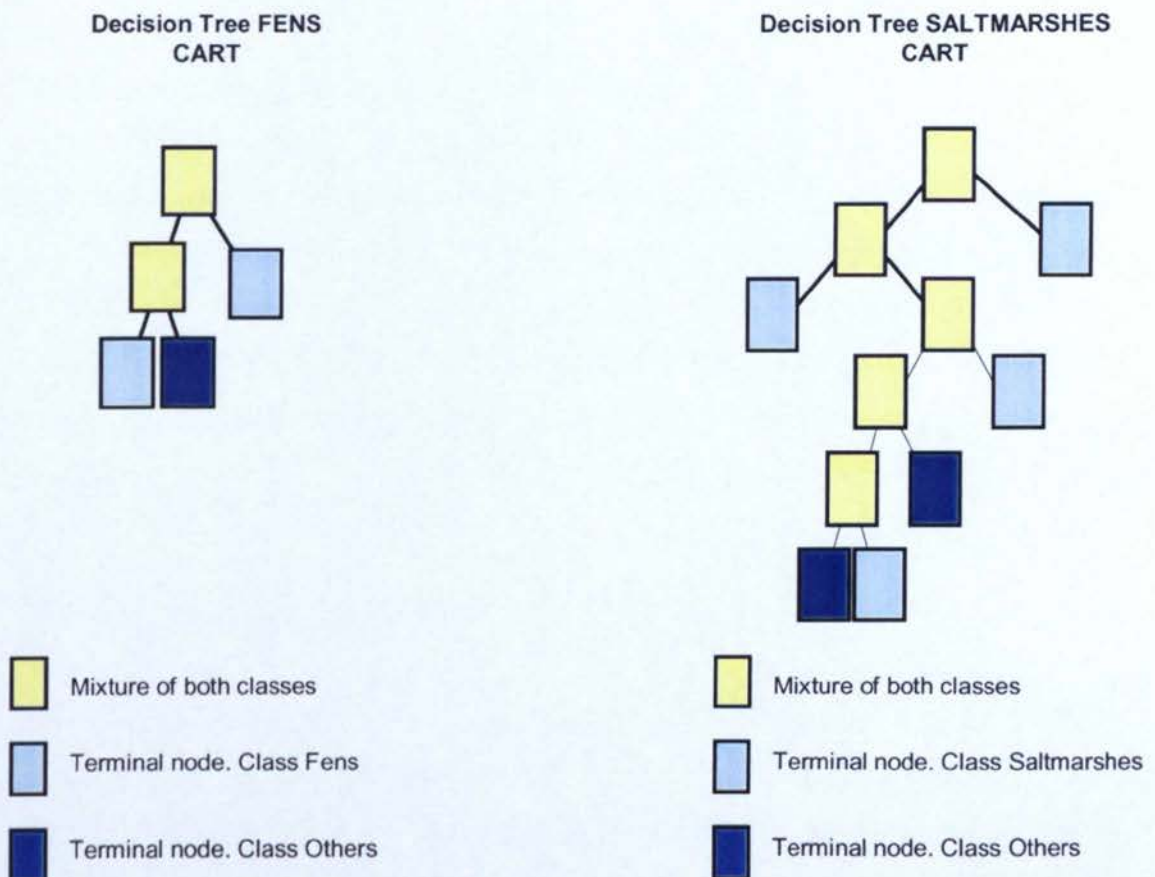 Decision Tree FENS
CART
Decision Tree SALTMARSHES
CART
Mixture of both classes
Terminal node. Class Fens
Terminal node. Class Others
Mixture of both classes
Terminal node. Class Saltmarshes
Terminal node. Class Others